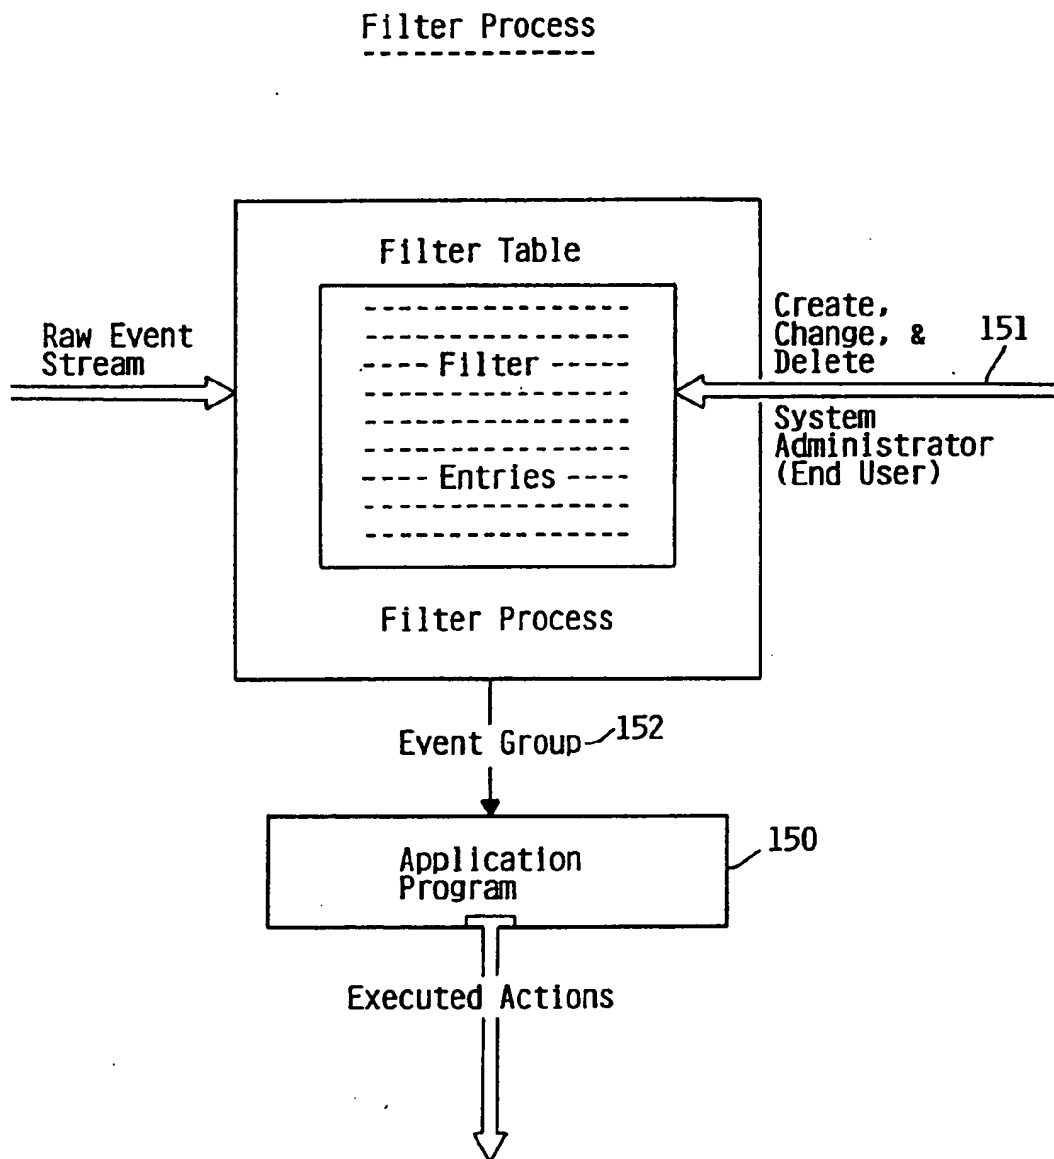 Filter Process
Filter Table
Raw Event
Stream
Filter
Entries
Create,
Change, &
Delete
151
System
Administrator
(End User)
Filter Process
Event Group
152
Application
Program
150
Executed Actions